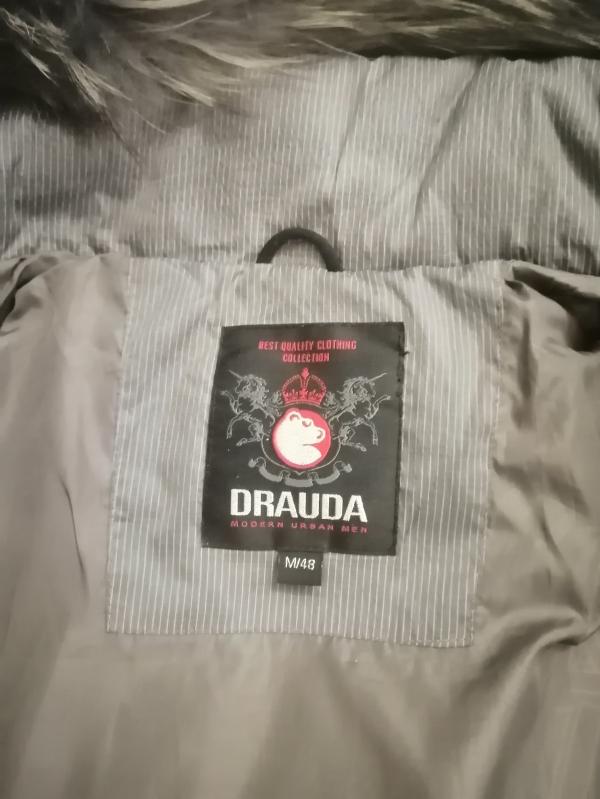 BEST QUALITY CLOTHING
COLLECTION
DRAUDA
MODERN URBAN MEN
M/48